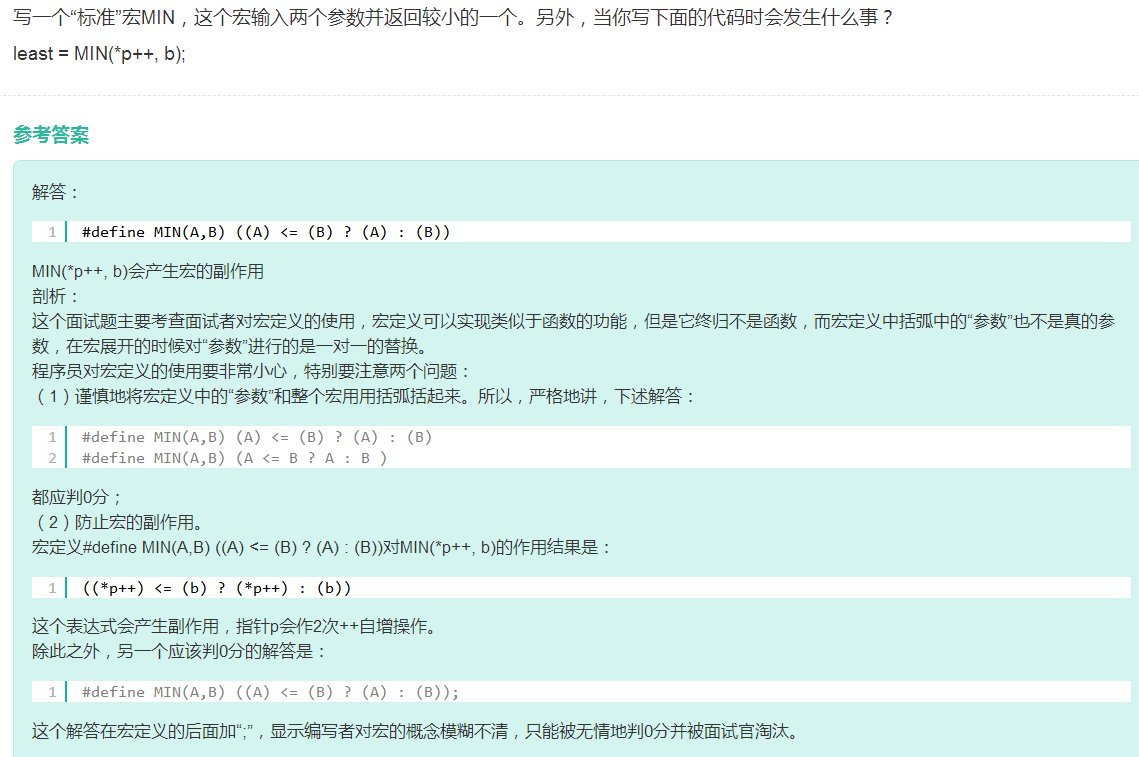 写一个“标准”宏MIN，这个宏输入两个参数并返回较小的一个。另外，当你写下面的代码时会发生什么事？
least = MIN(*p++, b);
参考答案
解答：
1 #define MIN(A,B) ((A) <= (B) ? (A) : (B))
MIN(*p++, b)会产生宏的副作用
剖析：
这个面试题主要考查面试者对宏定义的使用，宏定义可以实现类似于函数的功能，但是它终归不是函数，而宏定义中括弧中的“参数”也不是真的参
数，在宏展开的时候对“参数”进行的是一对一的替换。
程序员对宏定义的使用要非常小心，特别要注意两个问题：
（1）谨慎地将宏定义中的“参数”和整个宏用用括弧括起来。所以，严格地讲，下述解答：
1 #define MIN(A,B) (A) <= (B) ? (A) : (B)
2 #define MIN(A,B) (A <= B ? A : B )
都应判0分；
（2）防止宏的副作用。
宏定义#define MIN(A,B) ((A) <= (B) ? (A) : (B))对MIN(*p++, b)的作用结果是：
1 ((*p++) <= (b) ? (*p++) : (b))
这个表达式会产生副作用，指针p会作2次++自增操作。
除此之外，另一个应该判0分的解答是：
1 #define MIN(A,B) ((A) <= (B) ? (A) : (B));
这个解答在宏定义的后面加“;”，显示编写者对宏的概念模糊不清，只能被无情地判0分并被面试官淘汰。